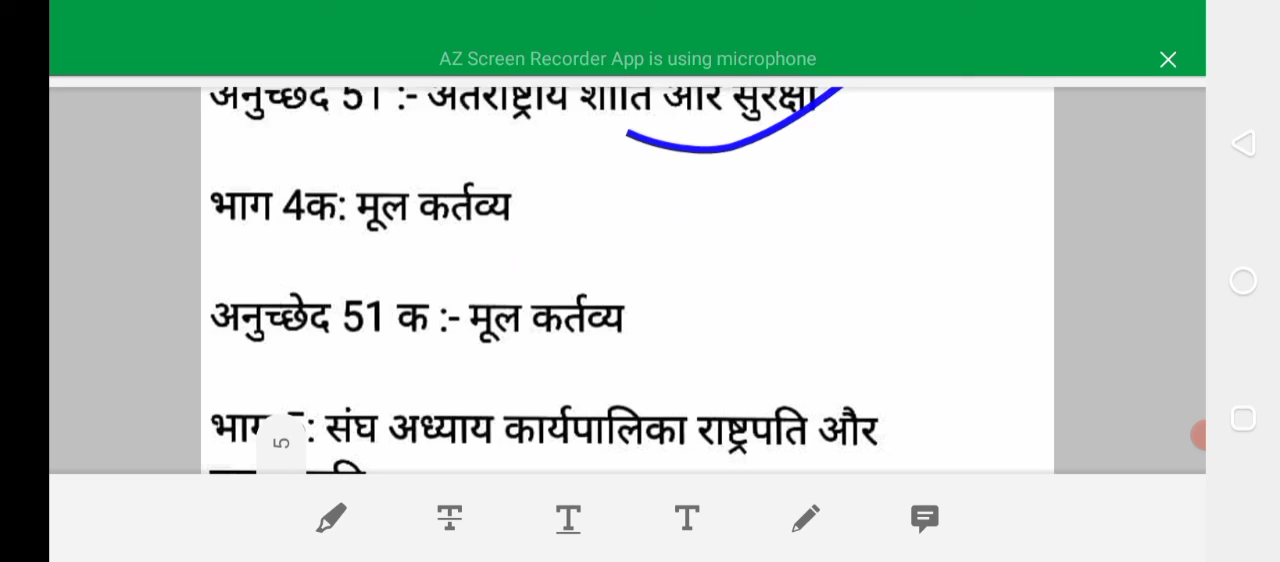 AZ Screen Recorder App is using microphone
अनुच्छेद 51 :- अंतर्राष्ट्रीय शांति और सुरक्षा
भाग 4क: मूल कर्तव्य
अनुच्छेद 51 क :- मूल कर्तव्य
: संघ अध्याय कार्यपालिका राष्ट्रपति और
5